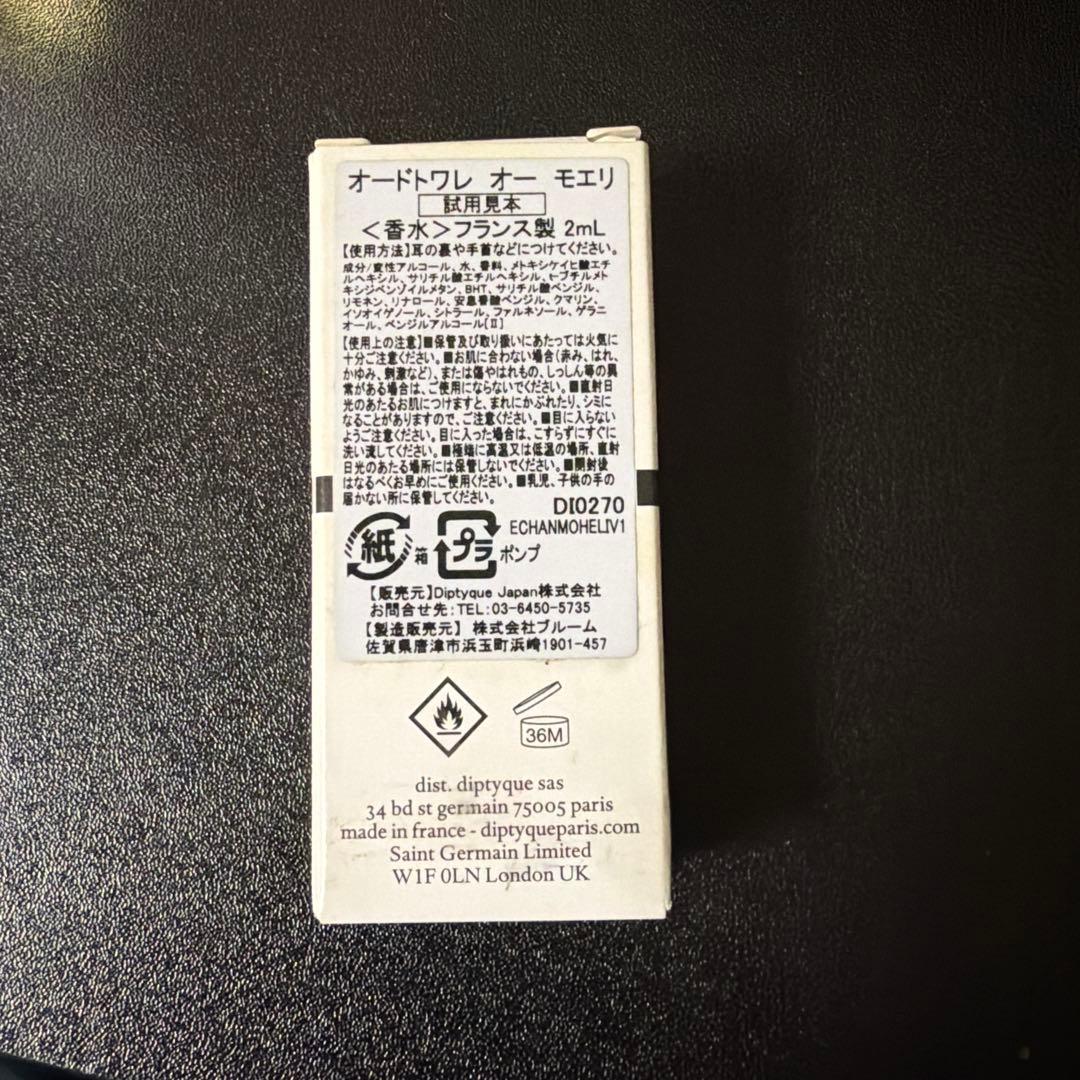 オードトワレ オー モエリ
試用見本
＜香水＞フランス製 2mL
【使用方法】耳の裏や手首などにつけてください。
成分/変性アルコール、水、香料、メトキシケイヒ酸エチ
ルヘキシル、サリチル酸エチルヘキシル、t-ブチルメト
キシジベンゾイルメタン、BHT、サリチル酸ベンジル、
リモネン、リナロール、安息香酸ベンジル、クマリン、
イソオイゲノール、シトラール、ファルネソール、ゲラニ
オール、ベンジルアルコール[Ⅱ]
【使用上の注意】■保管及び取り扱いにあたっては火気に
十分ご注意ください。■お肌に合わない場合(赤み、はれ、
かゆみ、刺激など)、または傷やはれもの、しっしん等の異
常がある場合は、ご使用にならないでください。■直射日
光のあたるお肌につけますと、まれにかぶれたり、シミに
なることがありますので、ご注意ください。■目に入らない
ようご注意ください。目に入った場合は、こすらずにすぐに
洗い流してください。■極端に高温又は低温の場所、直射
日光のあたる場所には保管しないでください。■開封後
はなるべくお早めにご使用ください。■乳児、子供の手の
届かない所に保管してください。
DI0270
ECHANMOHELIV1
紙 箱 プラ ポンプ
【販売元】Diptyque Japan株式会社
お問合せ先:TEL:03-6450-5735
【製造販売元】 株式会社ブルーム
佐賀県唐津市浜玉町浜崎1901-457
36M
dist. diptyque sas
34 bd st germain 75005 paris
made in france - diptyqueparis.com
Saint Germain Limited
W1F 0LN London UK